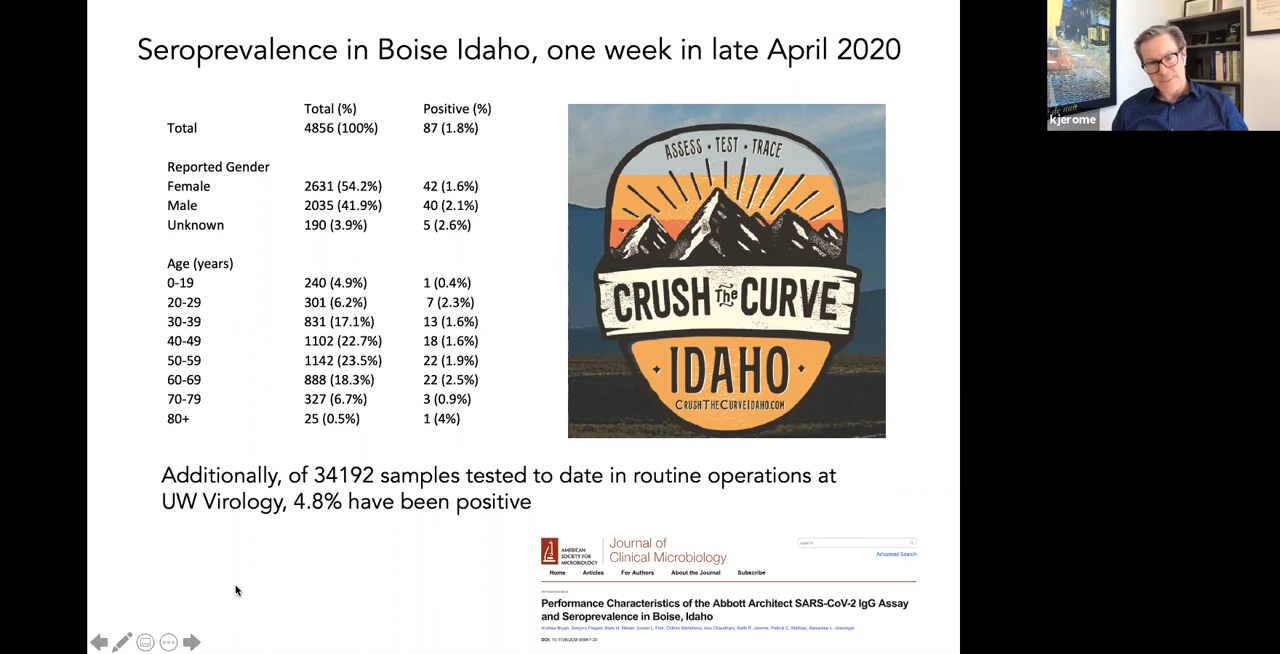 Seroprevalence in Boise Idaho, one week in late April 2020
Total (%) Positive (%)
Total 4856 (100%) 87 (1.8%)
Reported Gender
Female 2631 (54.2%) 42 (1.6%)
Male 2035 (41.9%) 40 (2.1%)
Unknown 190 (3.9%) 5 (2.6%)
Age (years)
0-19 240 (4.9%) 1 (0.4%)
20-29 301 (6.2%) 7 (2.3%)
30-39 831 (17.1%) 13 (1.6%)
40-49 1102 (22.7%) 18 (1.6%)
50-59 1142 (23.5%) 22 (1.9%)
60-69 888 (18.3%) 22 (2.5%)
70-79 327 (6.7%) 3 (0.9%)
80+ 25 (0.5%) 1 (4%)
ASSESS • TEST • TRACE
CRUSH The CURVE
IDAHO
CRUSHTHECURVEIDAHO.COM
Additionally, of 34192 samples tested to date in routine operations at
UW Virology, 4.8% have been positive
AMERICAN
SOCIETY FOR
MICROBIOLOGY
Journal of
Clinical Microbiology
search
Advanced Search
Home Articles For Authors About the Journal Subscribe
Performance Characteristics of the Abbott Architect SARS-CoV-2 IgG Assay
and Seroprevalence in Boise, Idaho
kjerome
de nuit